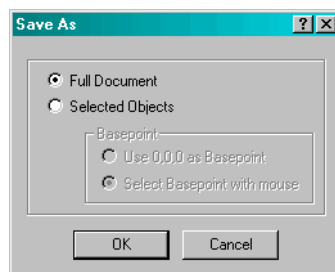 Save As
Full Document
Selected Objects
Basepoint
Use 0,0,0 as Basepoint
Select Basepoint with mouse
OK
Cancel